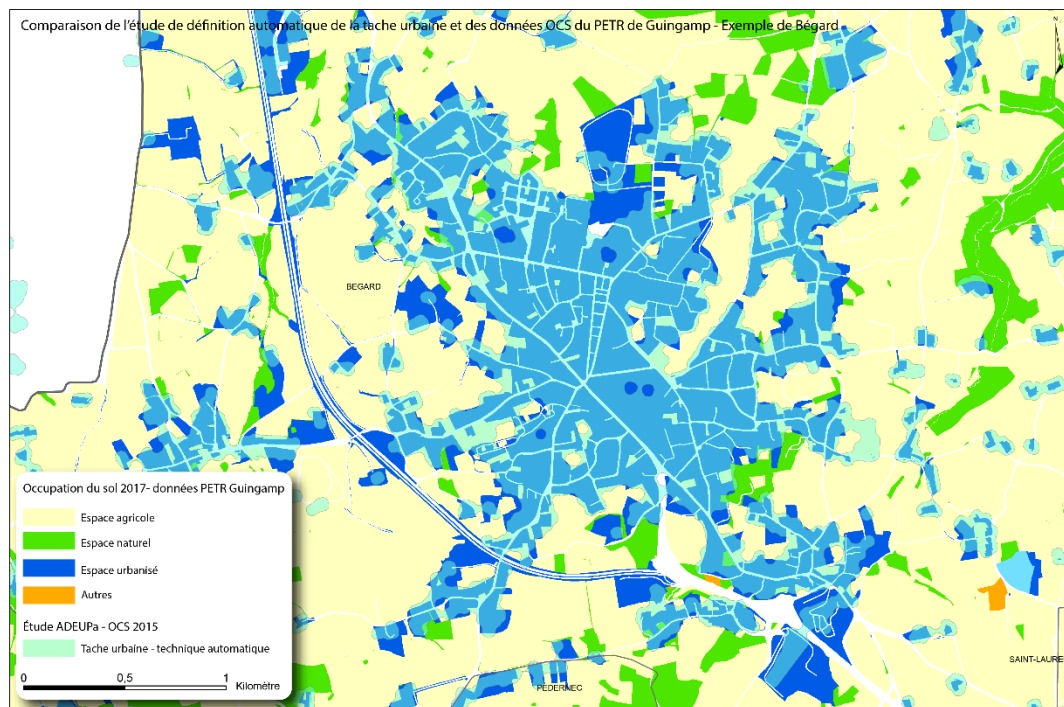 Comparaison de l'étude de définition automatique de la tache urbaine et des données OCS du PETR de Guingamp - Exemple de Bégard
N
BEGARD
Occupation du sol 2017- données PETR Guingamp
Espace agricole
Espace naturel
Espace urbanisé
Autres
Étude ADEUPa - OCS 2015
Tache urbaine - technique automatique
0 0,5 1 Kilomètre
PEDERNEC
SAINT-LAURE